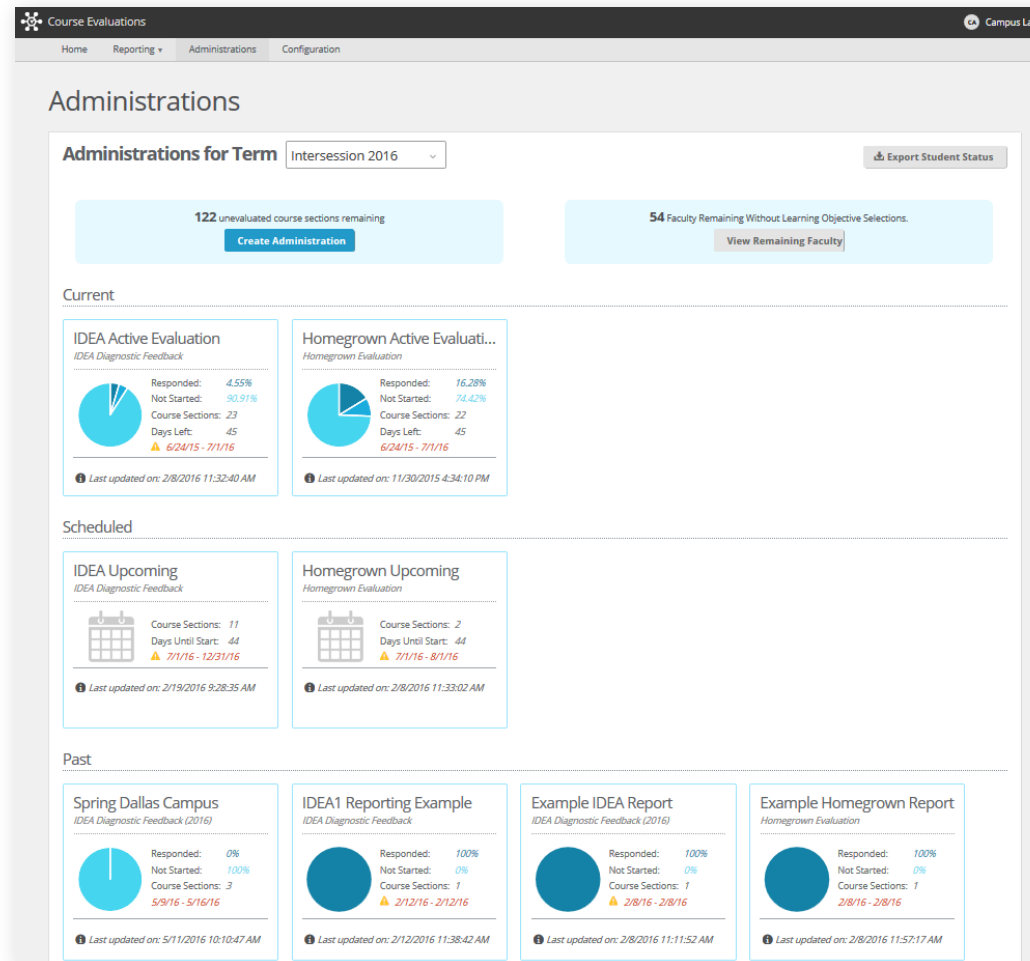 Course Evaluations
CA Campus La
Home Reporting ▾ Administrations Configuration
Administrations
Administrations for Term Intersession 2016 Export Student Status
122 unevaluated course sections remaining
Create Administration
54 Faculty Remaining Without Learning Objective Selections.
View Remaining Faculty
Current
IDEA Active Evaluation
IDEA Diagnostic Feedback
Responded: 4.55%
Not Started: 90.91%
Course Sections: 23
Days Left: 45
6/24/15 - 7/1/16
Last updated on: 2/8/2016 11:32:40 AM
Homegrown Active Evaluati...
Homegrown Evaluation
Responded: 16.28%
Not Started: 74.42%
Course Sections: 22
Days Left: 45
6/24/15 - 7/1/16
Last updated on: 11/30/2015 4:34:10 PM
Scheduled
IDEA Upcoming
IDEA Diagnostic Feedback
Course Sections: 11
Days Until Start: 44
7/1/16 - 12/31/16
Last updated on: 2/19/2016 9:28:35 AM
Homegrown Upcoming
Homegrown Evaluation
Course Sections: 2
Days Until Start: 44
7/1/16 - 8/1/16
Last updated on: 2/8/2016 11:33:02 AM
Past
Spring Dallas Campus
IDEA Diagnostic Feedback (2016)
Responded: 0%
Not Started: 100%
Course Sections: 3
5/9/16 - 5/16/16
Last updated on: 5/11/2016 10:10:47 AM
IDEA1 Reporting Example
IDEA Diagnostic Feedback
Responded: 100%
Not Started: 0%
Course Sections: 1
2/12/16 - 2/12/16
Last updated on: 2/12/2016 11:38:42 AM
Example IDEA Report
IDEA Diagnostic Feedback (2016)
Responded: 100%
Not Started: 0%
Course Sections: 1
2/8/16 - 2/8/16
Last updated on: 2/8/2016 11:11:52 AM
Example Homegrown Report
Homegrown Evaluation
Responded: 100%
Not Started: 0%
Course Sections: 1
2/8/16 - 2/8/16
Last updated on: 2/8/2016 11:57:17 AM